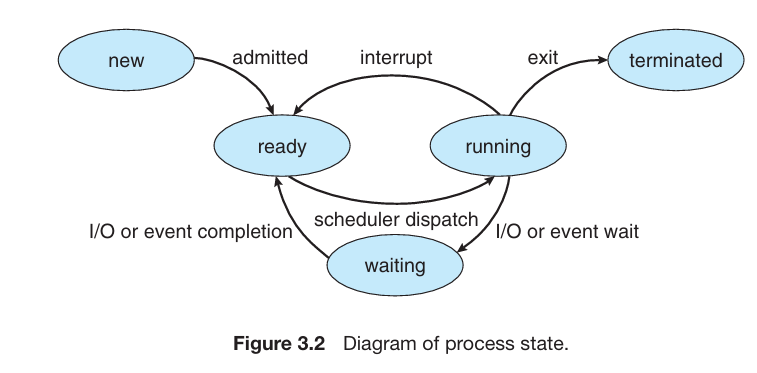 admitted
interrupt
exit
new
terminated
ready
running
scheduler dispatch
I/O or event completion
I/O or event wait
waiting
Figure 3.2 Diagram of process state.